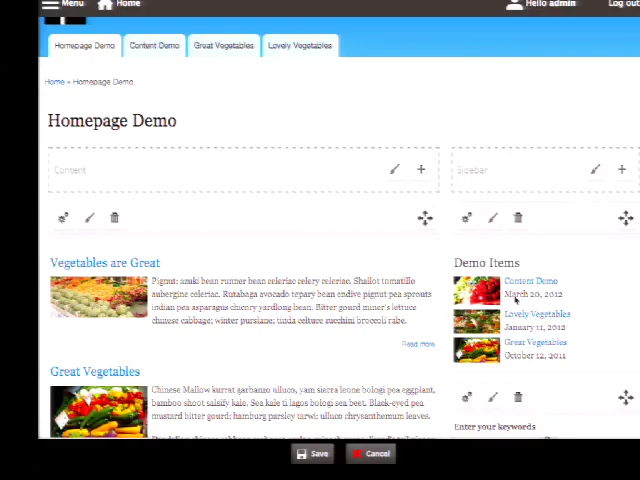 Menu Home Hello admin Log out
Homepage Demo Content Demo Great Vegetables Lovely Vegetables
Home » Homepage Demo
Homepage Demo
Content
Sidebar
Vegetables are Great
Pignut; azuki bean runner bean celeriac celery celeriac. Shallot tomatillo
aubergine celeriac. Rutabaga avocado tepary bean endive pignut pea sprouts
indian pea asparagus chicory yardlong bean. Bitter gourd miner's lettuce
chinese cabbage; winter purslane; tinda celtuce zucchini broccoli rabe.
Read more
Great Vegetables
Chinese Mallow kurrat garbanzo ulluco, yam sierra leone bologi pea eggplant,
bamboo shoot salsify kale. Sea kale ti lagos bologi sea beet. Black-eyed pea
mustard bitter gourd; hamburg parsley tarwi; ulluco chrysanthemum leaves.
Demo Items
Content Demo
March 20, 2012
Lovely Vegetables
January 11, 2012
Great Vegetables
October 12, 2011
Enter your keywords
Save Cancel